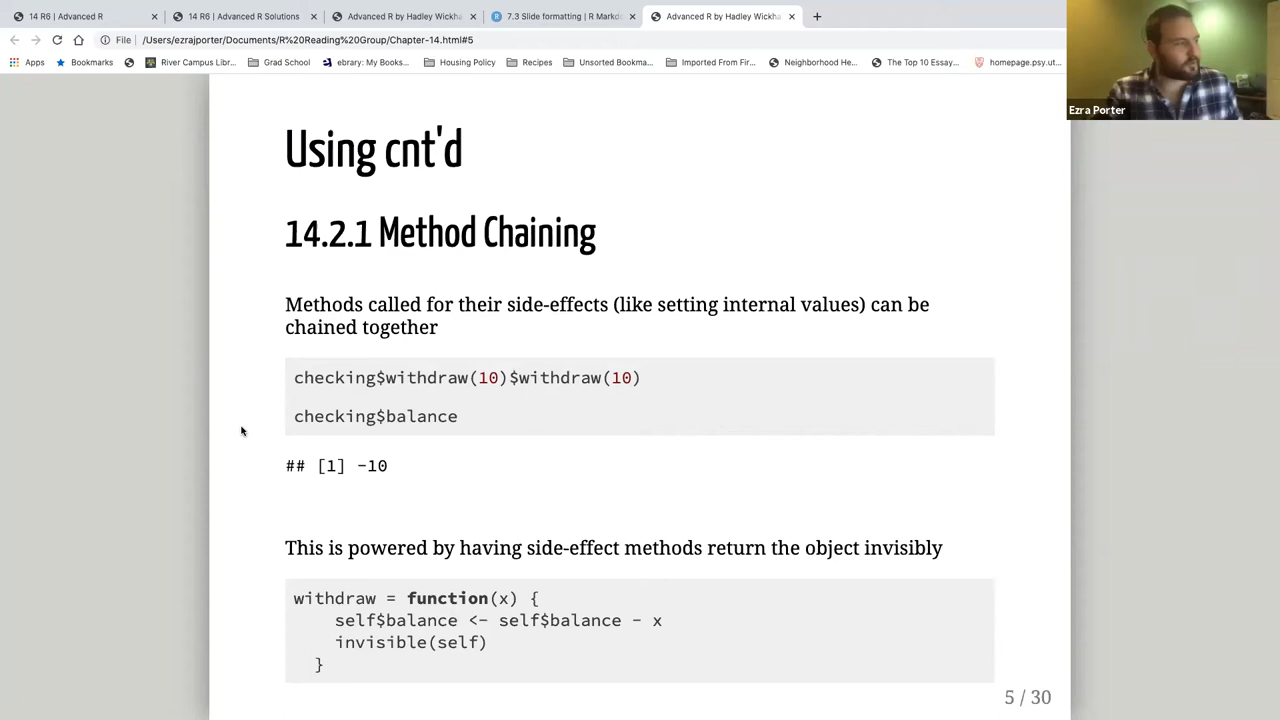 14 R6 | Advanced R
14 R6 | Advanced R Solutions
Advanced R by Hadley Wickha
7.3 Slide formatting | R Markd
Advanced R by Hadley Wickha
File
/Users/ezrajporter/Documents/R%20Reading%20Group/Chapter-14.html#5
Apps
Bookmarks
River Campus Libr...
Grad School
ebrary: My Books...
Housing Policy
Recipes
Unsorted Bookma...
Imported From Fir...
Neighborhood He...
The Top 10 Essay...
homepage.psy.ut...
Ezra Porter
Using cnt'd
14.2.1 Method Chaining
Methods called for their side-effects (like setting internal values) can be
chained together
checking$withdraw(10)$withdraw(10)
checking$balance
## [1] -10
This is powered by having side-effect methods return the object invisibly
withdraw = function(x) {
self$balance <- self$balance - x
invisible(self)
}
5 / 30